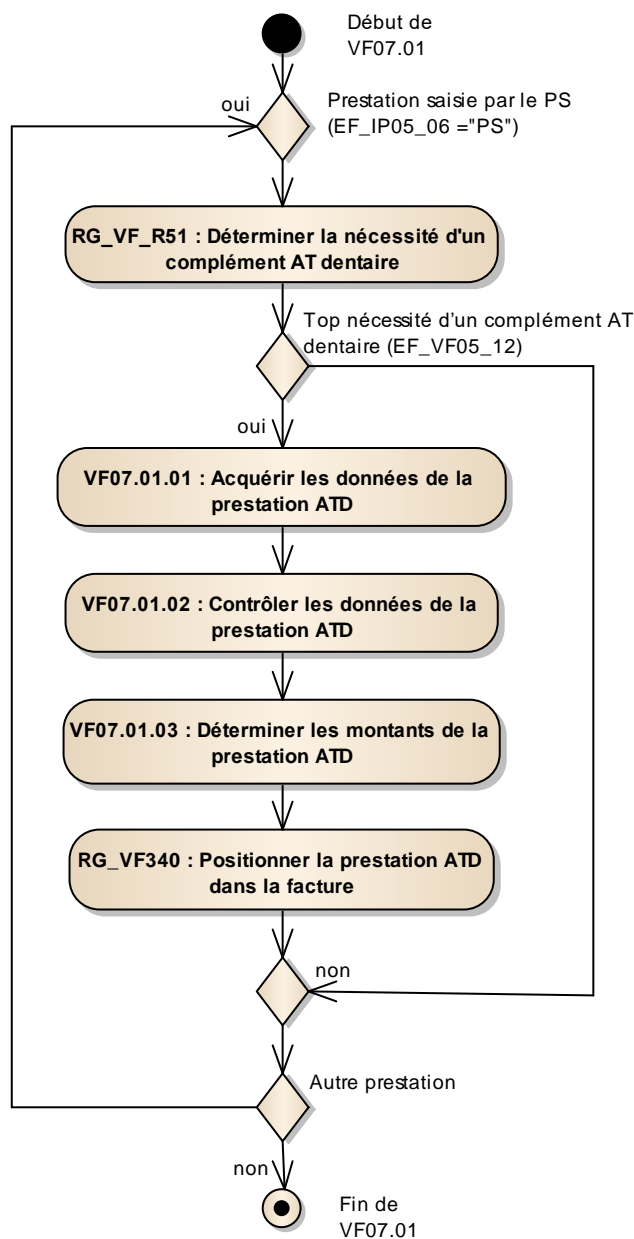 Début de
VF07.01
oui
Prestation saisie par le PS
(EF_IP05_06 ="PS")
RG_VF_R51 : Déterminer la nécessité d'un
complément AT dentaire
Top nécessité d'un complément AT
dentaire (EF_VF05_12)
oui
VF07.01.01 : Acquérir les données de la
prestation ATD
VF07.01.02 : Contrôler les données de la
prestation ATD
VF07.01.03 : Déterminer les montants de la
prestation ATD
RG_VF340 : Positionner la prestation ATD
dans la facture
non
Autre prestation
non
Fin de
VF07.01